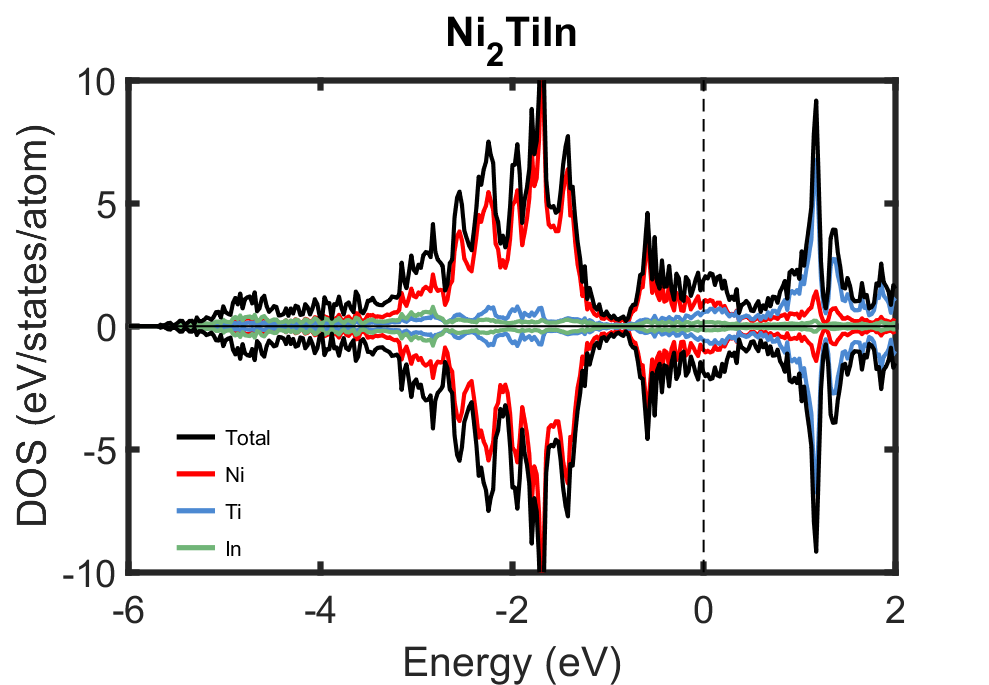 Ni2TiIn
10
5
0
-5
-10
DOS (eV/states/atom)
Total
Ni
Ti
In
-6 -4 -2 0 2
Energy (eV)